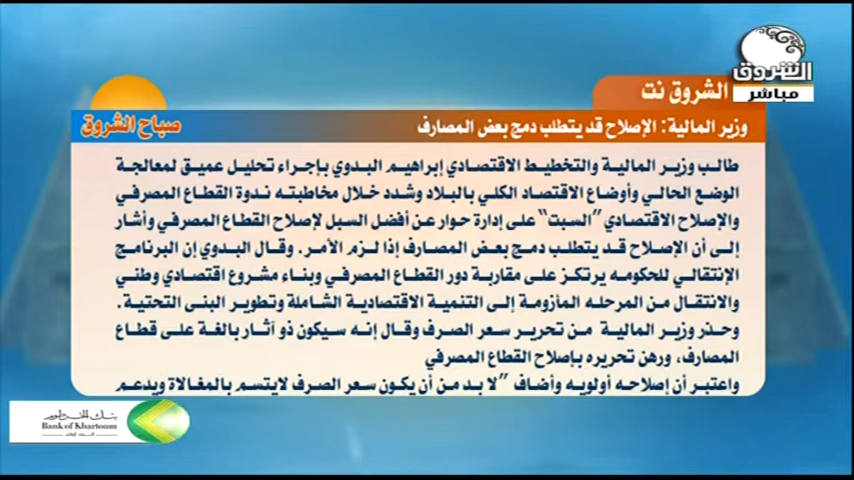 الشروق
مباشر
الشروق نت
صباح الشروق
وزير المالية: الإصلاح قد يتطلب دمج بعض المصارف
طالب وزير المالية والتخطيط الاقتصادي إبراهيم البدوي بإجراء تحليل عميق لمعالجة
الوضع الحالي وأوضاع الاقتصاد الكلي بالبلاد وشدد خلال مخاطبته ندوة القطاع المصرفي
والإصلاح الاقتصادي "السبت" على إدارة حوار عن أفضل السبل لإصلاح القطاع المصرفي وأشار
إلى أن الإصلاح قد يتطلب دمج بعض المصارف إذا لزم الأمر. وقال البدوي إن البرنامج
الإنتقالي للحكومه يرتكز على مقاربة دور القطاع المصرفي وبناء مشروع اقتصادي وطني
والانتقال من المرحله المأزومة إلى التنمية الاقتصادية الشاملة وتطوير البنى التحتية.
وحذر وزير المالية من تحرير سعر الصرف وقال إنه سيكون ذو آثار بالغة على قطاع
المصارف، ورهن تحريره بإصلاح القطاع المصرفي
واعتبر أن إصلاحه أولويه وأضاف "لا بد من أن يكون سعر الصرف لايتسم بالمغالاة ويدعم
بنك الخرطوم
Bank of Khartoum